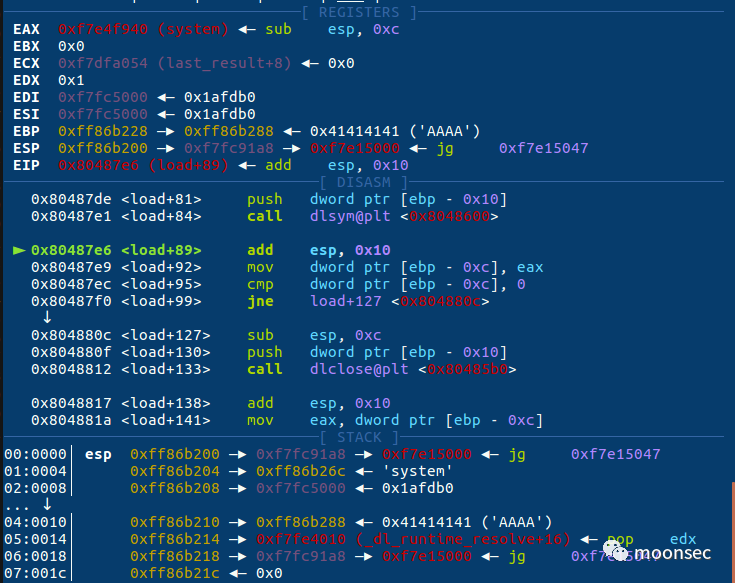 [ REGISTERS ]
EAX 0xf7e4f940 (system) ◂— sub esp, 0xc
EBX 0x0
ECX 0xf7dfa054 (last_result+8) ◂— 0x0
EDX 0x1
EDI 0xf7fc5000 ◂— 0x1afdb0
ESI 0xf7fc5000 ◂— 0x1afdb0
EBP 0xff86b228 —▸ 0xff86b288 ◂— 0x41414141 ('AAAA')
ESP 0xff86b200 —▸ 0xf7fc91a8 —▸ 0xf7e15000 ◂— jg 0xf7e15047
EIP 0x80487e6 (load+89) ◂— add esp, 0x10
[ DISASM ]
0x80487de <load+81> push dword ptr [ebp - 0x10]
0x80487e1 <load+84> call dlsym@plt <0x8048600>
► 0x80487e6 <load+89> add esp, 0x10
0x80487e9 <load+92> mov dword ptr [ebp - 0xc], eax
0x80487ec <load+95> cmp dword ptr [ebp - 0xc], 0
0x80487f0 <load+99> jne load+127 <0x804880c>
↓
0x804880c <load+127> sub esp, 0xc
0x804880f <load+130> push dword ptr [ebp - 0x10]
0x8048812 <load+133> call dlclose@plt <0x80485b0>
0x8048817 <load+138> add esp, 0x10
0x804881a <load+141> mov eax, dword ptr [ebp - 0xc]
[ STACK ]
00:0000│ esp 0xff86b200 —▸ 0xf7fc91a8 —▸ 0xf7e15000 ◂— jg 0xf7e15047
01:0004│ 0xff86b204 —▸ 0xff86b26c ◂— 'system'
02:0008│ 0xff86b208 —▸ 0xf7fc5000 ◂— 0x1afdb0
... ↓
04:0010│ 0xff86b210 —▸ 0xff86b288 ◂— 0x41414141 ('AAAA')
05:0014│ 0xff86b214 —▸ 0xf7fe4010 (_dl_runtime_resolve+16) ◂— pop edx
06:0018│ 0xff86b218 —▸ 0xf7fc91a8 —▸ 0xf7e15000 ◂— jg 0xf7e15047
07:001c│ 0xff86b21c ◂— 0x0
moonsec